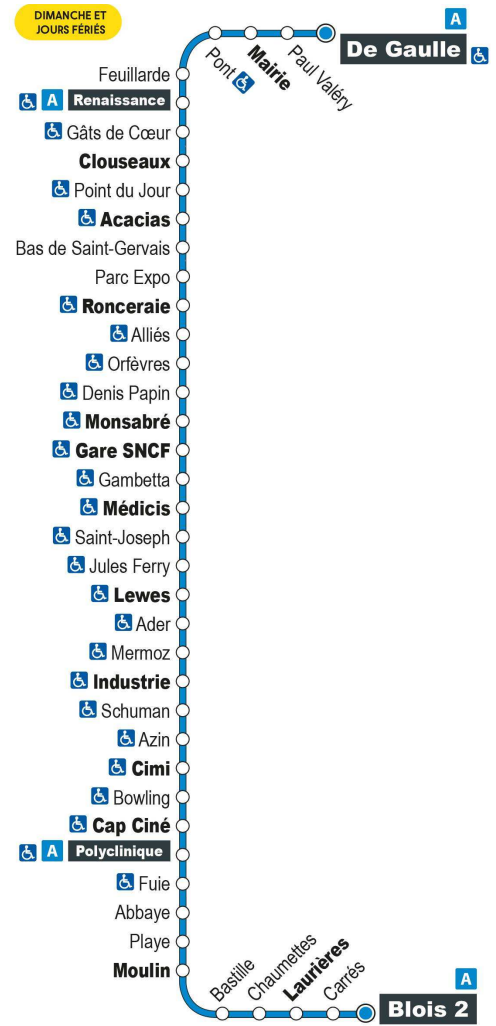 DIMANCHE ET
JOURS FÉRIÉS
A
De Gaulle
Paul Valéry
Mairie
Pont
Feuillarde
A Renaissance
Gâts de Cœur
Clouseaux
Point du Jour
Acacias
Bas de Saint-Gervais
Parc Expo
Ronceraie
Alliés
Orfèvres
Denis Papin
Monsabré
Gare SNCF
Gambetta
Médicis
Saint-Joseph
Jules Ferry
Lewes
Ader
Mermoz
Industrie
Schuman
Azin
Cimi
Bowling
Cap Ciné
A Polyclinique
Fuie
Abbaye
Playe
Moulin
Bastille
Chaumettes
Laurières
Carrés
A
Blois 2